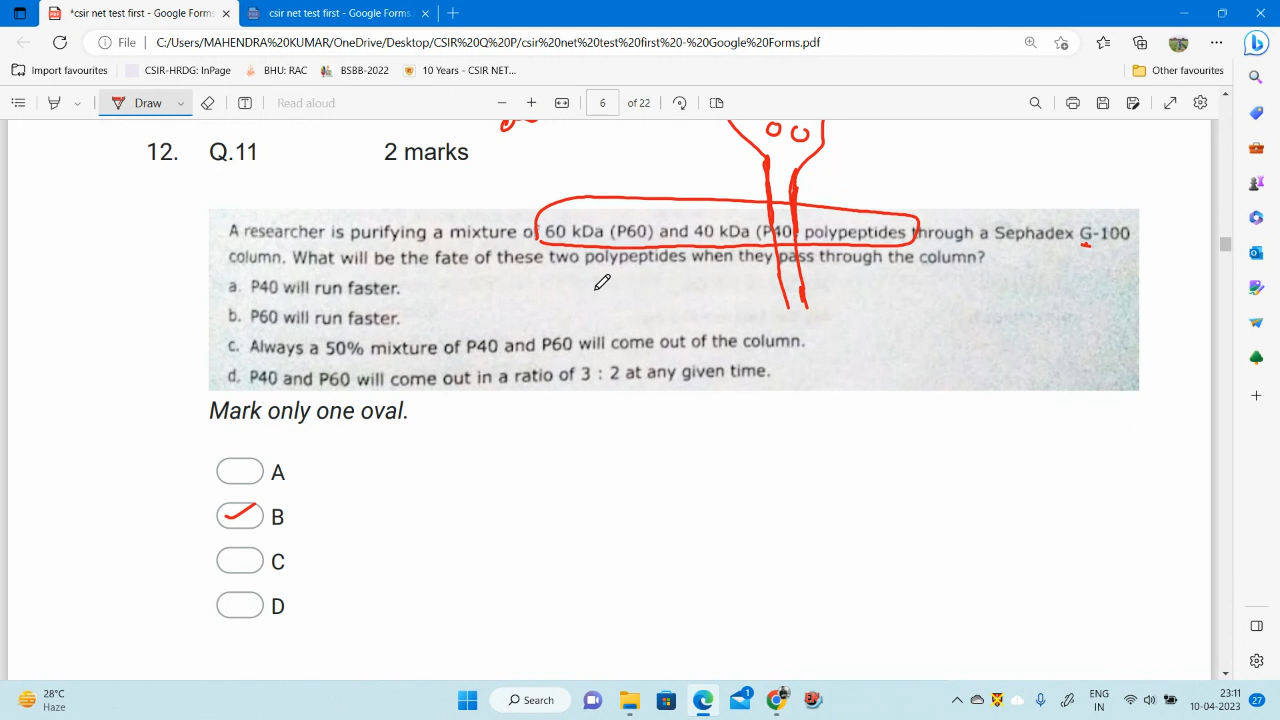 *csir net test first - Google Forms
csir net test first - Google Forms
File
C:/Users/MAHENDRA%20KUMAR/OneDrive/Desktop/CSIR%20Q%20P/csir%20net%20test%20first%20-%20Google%20Forms.pdf
Import favourites
CSIR-HRDG: InPage
BHU: RAC
BSBB-2022
10 Years - CSIR NET...
Other favourites
Draw
Read aloud
6
of 22
12. Q.11 2 marks
A researcher is purifying a mixture of 60 kDa (P60) and 40 kDa (P40) polypeptides through a Sephadex G-100
column. What will be the fate of these two polypeptides when they pass through the column?
a. P40 will run faster.
b. P60 will run faster.
c. Always a 50% mixture of P40 and P60 will come out of the column.
d. P40 and P60 will come out in a ratio of 3 : 2 at any given time.
Mark only one oval.
A
B
C
D
28°C
Haze
Search
1
ENG
IN
23:11
10-04-2023
27